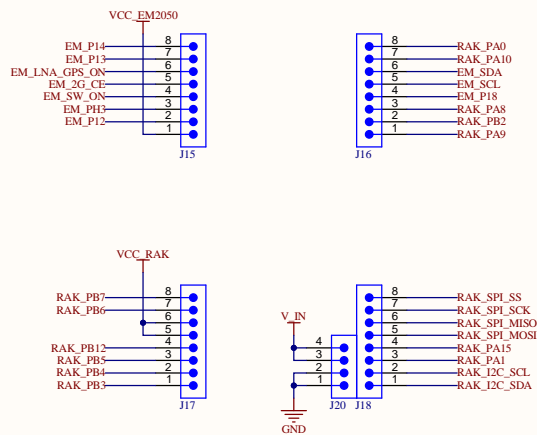 VCC_EM2050
EM_P14 8
EM_P13 7
EM_LNA_GPS_ON 6
EM_2G_CE 5
EM_SW_ON 4
EM_PH3 3
EM_P12 2
1
J15
8 RAK_PA0
7 RAK_PA10
6 EM_SDA
5 EM_SCL
4 EM_P18
3 RAK_PA8
2 RAK_PB2
1 RAK_PA9
J16
VCC_RAK
RAK_PB7 8
RAK_PB6 7
6
5
RAK_PB12 4
RAK_PB5 3
RAK_PB4 2
RAK_PB3 1
J17
V_IN
4
3
2
1
J20
GND
8 RAK_SPI_SS
7 RAK_SPI_SCK
6 RAK_SPI_MISO
5 RAK_SPI_MOSI
4 RAK_PA15
3 RAK_PA1
2 RAK_I2C_SCL
1 RAK_I2C_SDA
J18